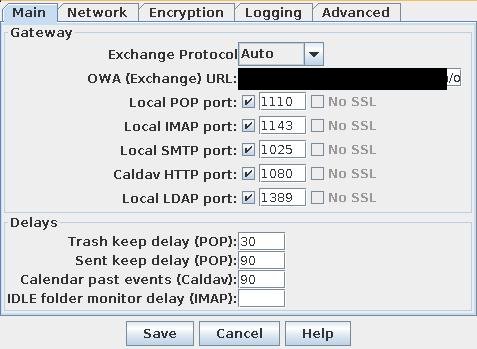 Main Network Encryption Logging Advanced
Gateway
Exchange Protocol Auto
OWA (Exchange) URL: /o
Local POP port: 1110 No SSL
Local IMAP port: 1143 No SSL
Local SMTP port: 1025 No SSL
Caldav HTTP port: 1080 No SSL
Local LDAP port: 1389 No SSL
Delays
Trash keep delay (POP): 30
Sent keep delay (POP): 90
Calendar past events (Caldav): 90
IDLE folder monitor delay (IMAP):
Save Cancel Help